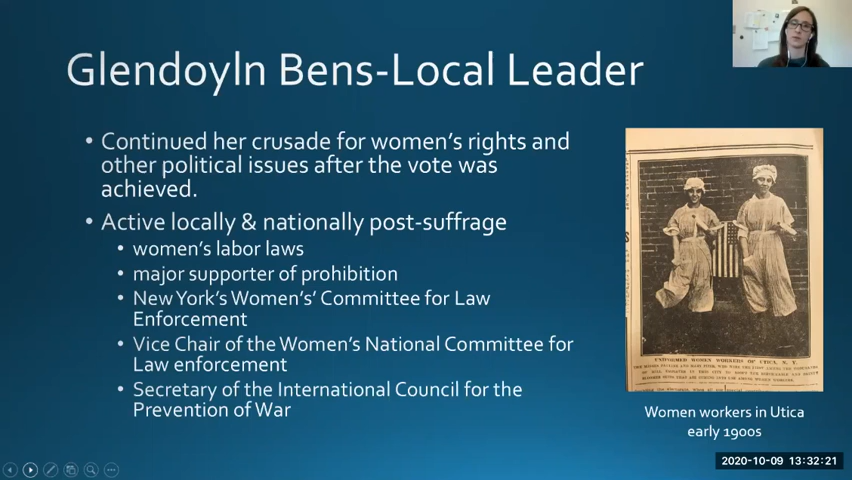 Glendoyln Bens-Local Leader
• Continued her crusade for women's rights and
other political issues after the vote was
achieved.
• Active locally & nationally post-suffrage
• women's labor laws
• major supporter of prohibition
• New York's Women's' Committee for Law
Enforcement
• Vice Chair of the Women's National Committee for
Law enforcement
• Secretary of the International Council for the
Prevention of War
UNIFORMED WOMEN WORKERS OF UTICA, N. Y.
Women workers in Utica
early 1900s
2020-10-09 13:32:21